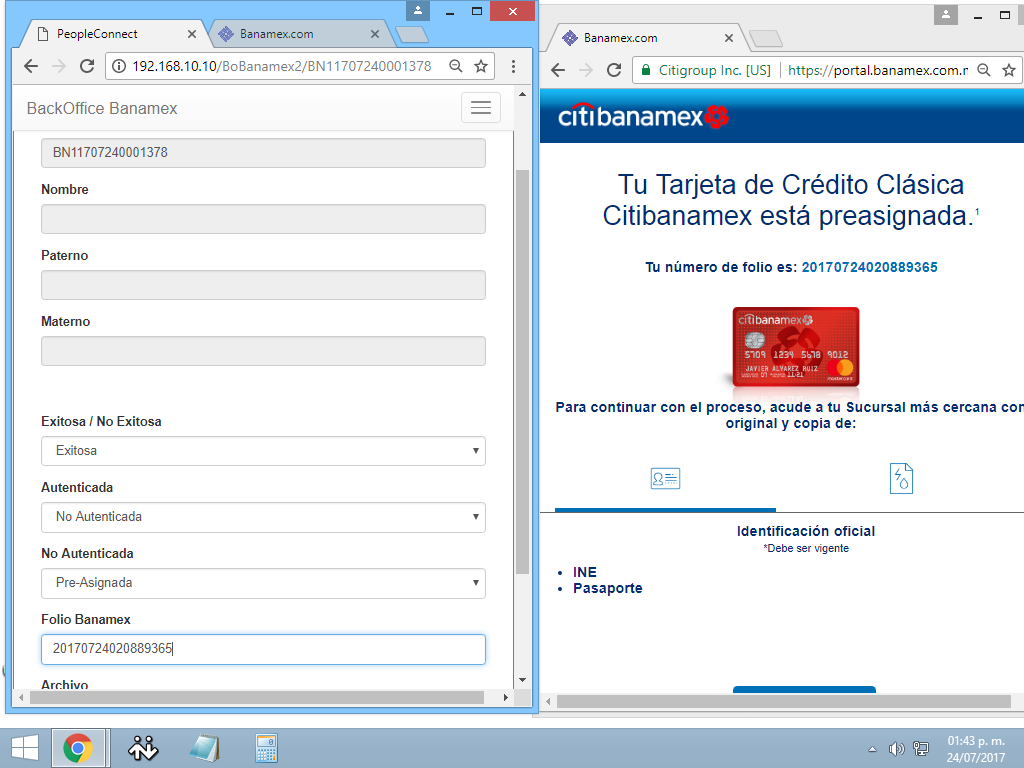 PeopleConnect
Banamex.com
192.168.10.10/BoBanamex2/BN11707240001378
BackOffice Banamex
BN11707240001378
Nombre
Paterno
Materno
Exitosa / No Exitosa
Exitosa
Autenticada
No Autenticada
No Autenticada
Pre-Asignada
Folio Banamex
20170724020889365
Archivo
Banamex.com
Citigroup Inc. [US]
https://portal.banamex.com.m
citibanamex
Tu Tarjeta de Crédito Clásica
Citibanamex está preasignada.1
Tu número de folio es: 20170724020889365
citibanamex
5709 1234 5678 9012
JAVIER ALVAREZ RUIZ
07 11/21
mastercard
Para continuar con el proceso, acude a tu Sucursal más cercana con
original y copia de:
Identificación oficial
*Debe ser vigente
• INE
• Pasaporte
01:43 p. m.
24/07/2017